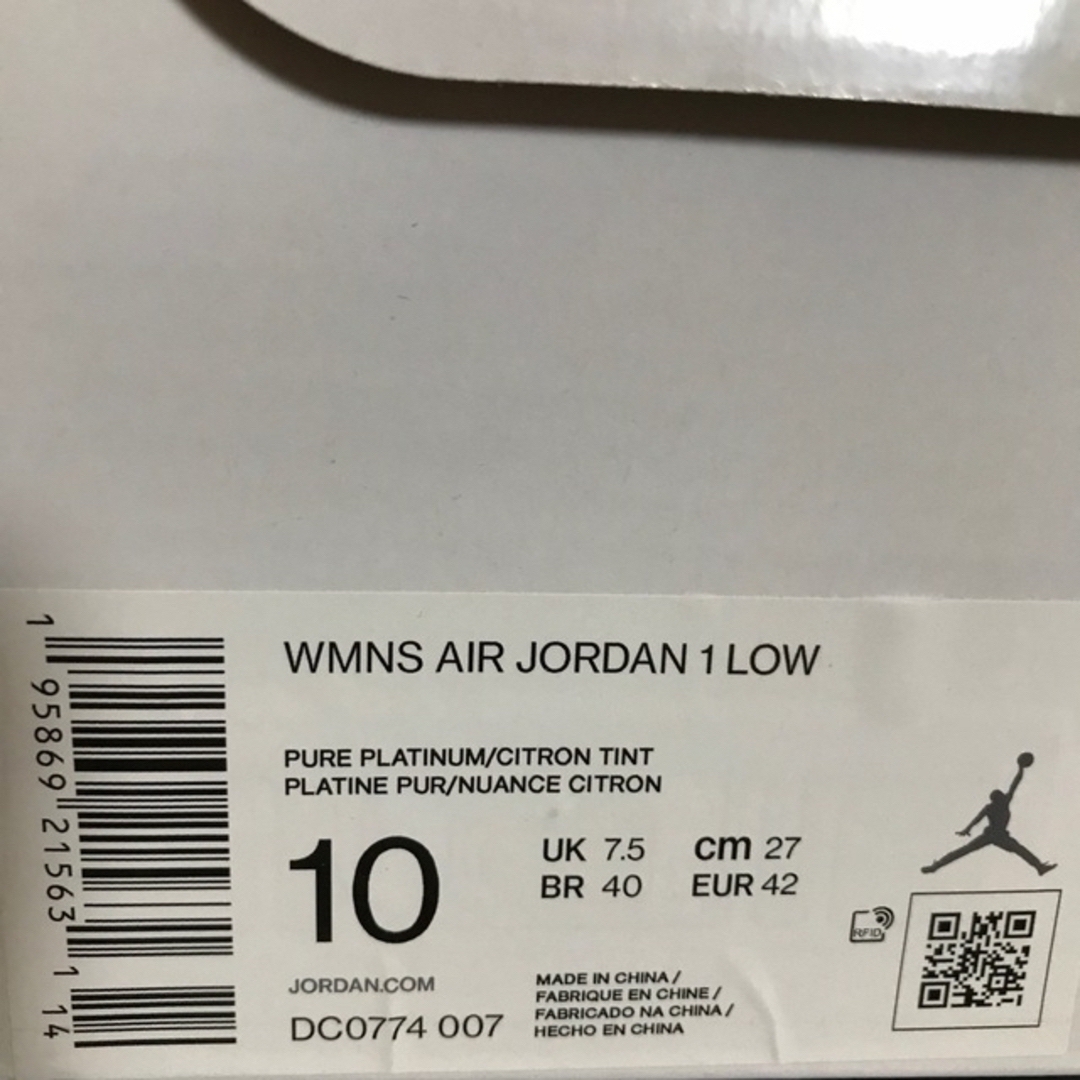 WMNS AIR JORDAN 1 LOW
PURE PLATINUM/CITRON TINT
PLATINE PUR/NUANCE CITRON
10
UK 7.5 cm 27
BR 40 EUR 42
RFID
JORDAN.COM
DC0774 007
MADE IN CHINA /
FABRIQUE EN CHINE /
FABRICADO NA CHINA /
HECHO EN CHINA
1 95869 21563 1 14